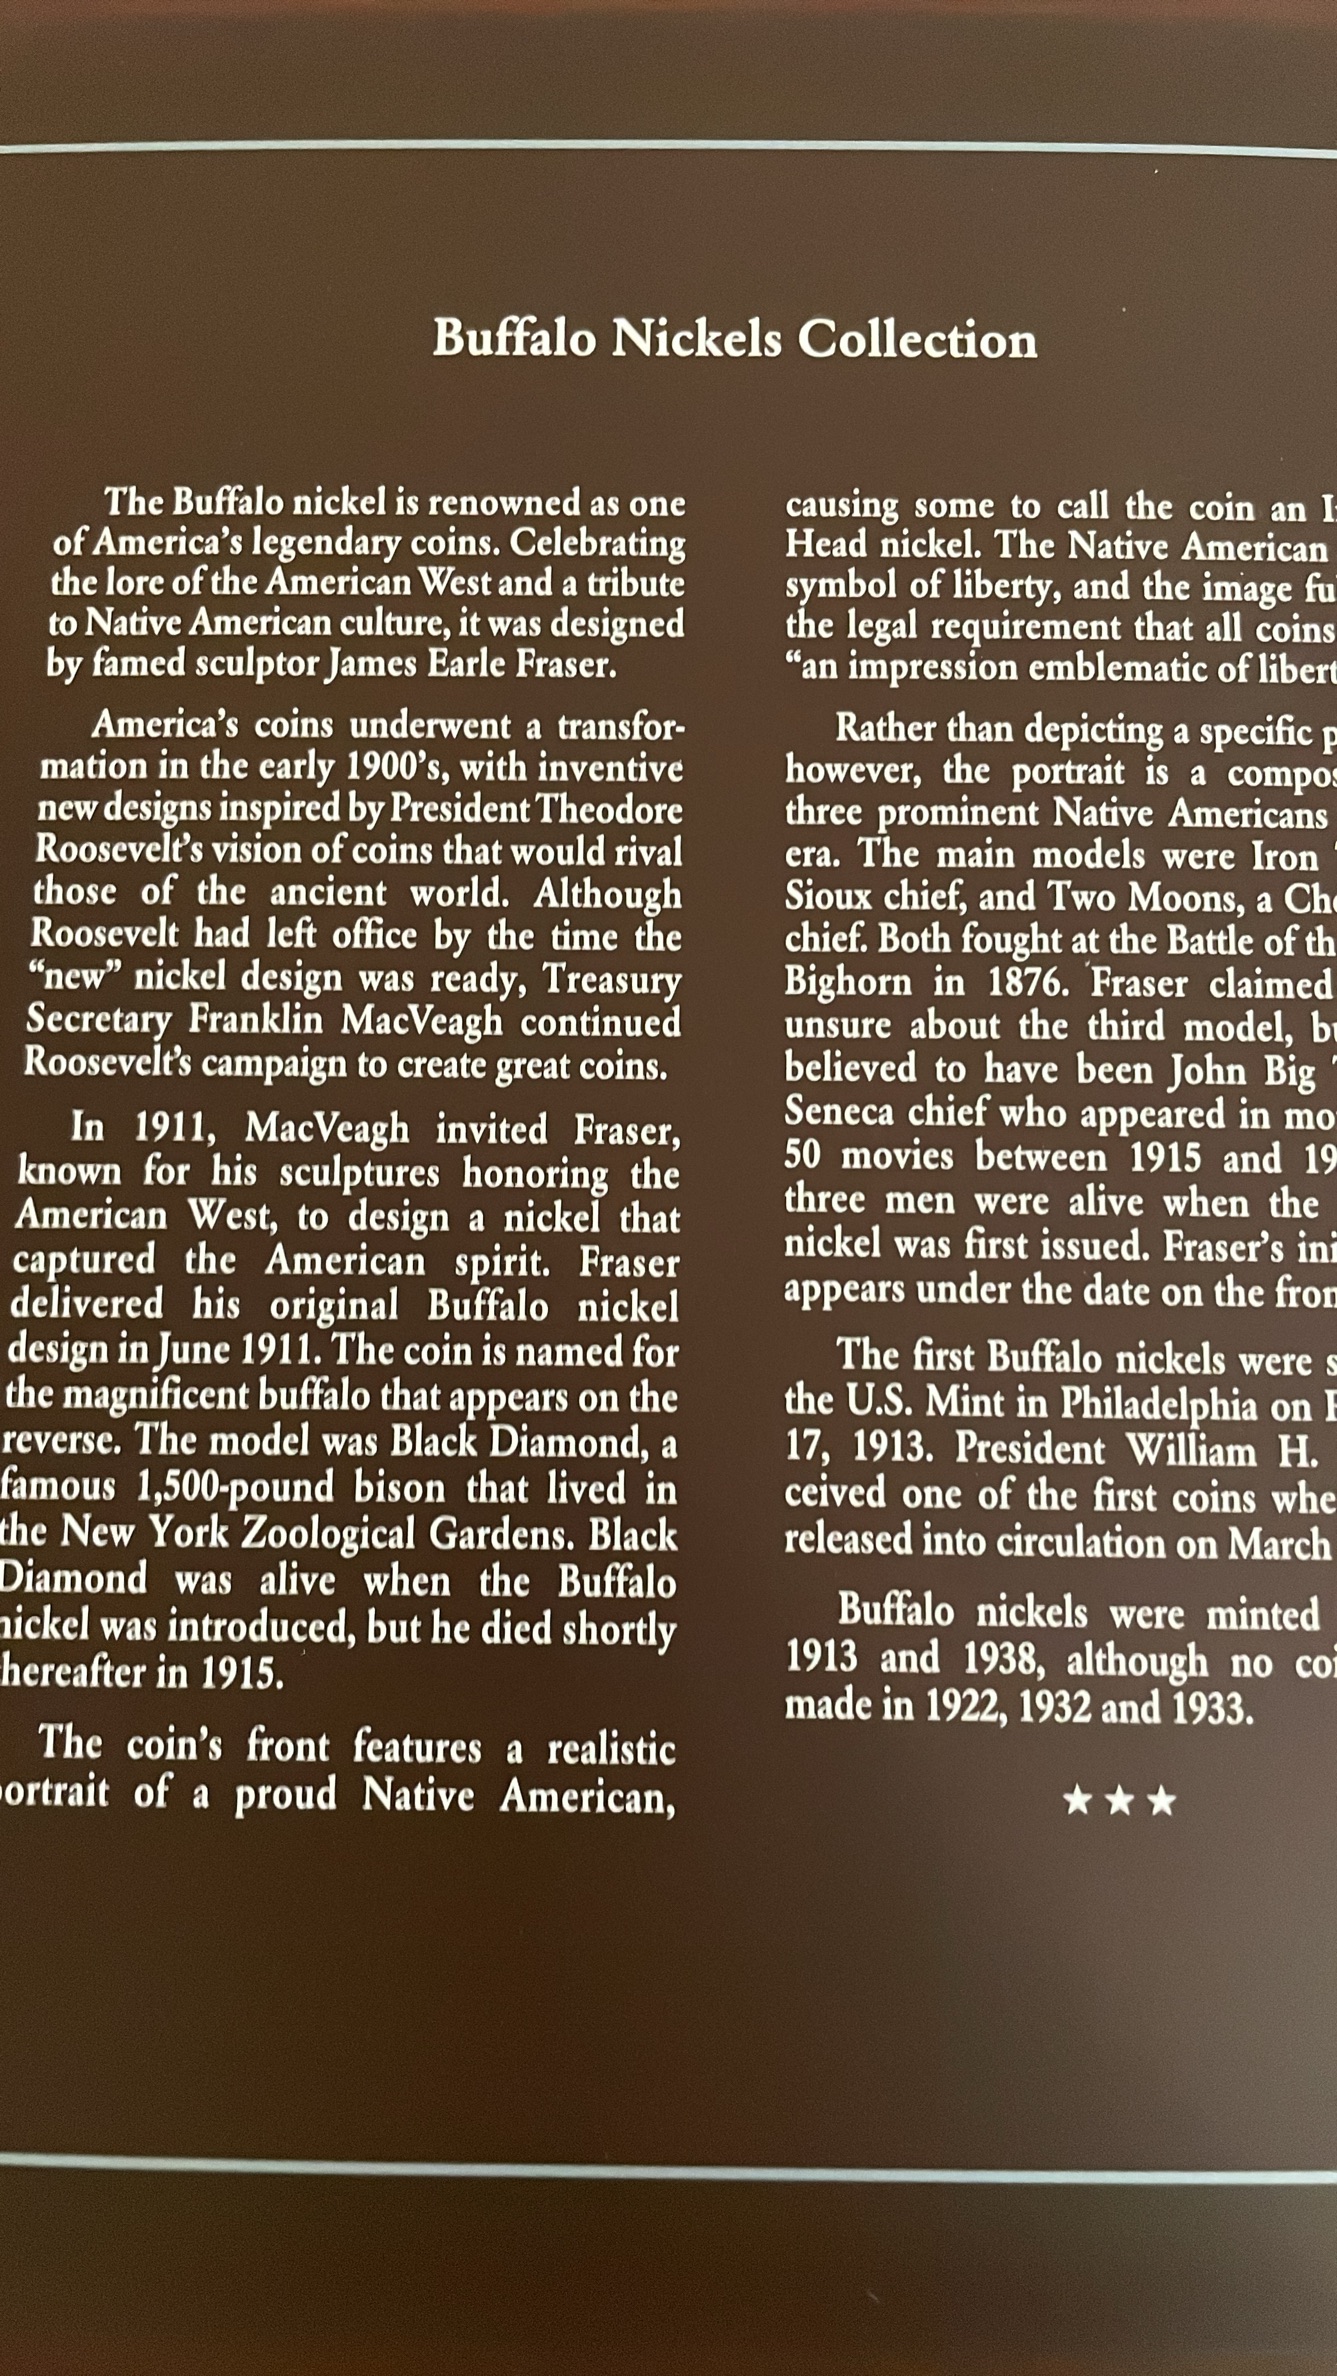 Buffalo Nickels Collection
The Buffalo nickel is renowned as one
of America's legendary coins. Celebrating
the lore of the American West and a tribute
to Native American culture, it was designed
by famed sculptor James Earle Fraser.
America's coins underwent a transfor-
mation in the early 1900's, with inventive
new designs inspired by President Theodore
Roosevelt's vision of coins that would rival
those of the ancient world. Although
Roosevelt had left office by the time the
“new” nickel design was ready, Treasury
Secretary Franklin MacVeagh continued
Roosevelt's campaign to create great coins.
In 1911, MacVeagh invited Fraser,
known for his sculptures honoring the
American West, to design a nickel that
captured the American spirit. Fraser
delivered his original Buffalo nickel
design in June 1911. The coin is named for
the magnificent buffalo that appears on the
reverse. The model was Black Diamond, a
famous 1,500-pound bison that lived in
the New York Zoological Gardens. Black
Diamond was alive when the Buffalo
nickel was introduced, but he died shortly
hereafter in 1915.
The coin's front features a realistic
ortrait of a proud Native American,
causing some to call the coin an
Head nickel. The Native American
symbol of liberty, and the image
the legal requirement that all coins
“an impression emblematic of
Rather than depicting a specific
however, the portrait is a
three prominent Native Americans
era. The main models were Iron
Sioux chief, and Two Moons, a
chief. Both fought at the Battle of
Bighorn in 1876. Fraser claimed
unsure about the third model,
believed to have been John Big
Seneca chief who appeared in
50 movies between 1915 and
three men were alive when the
nickel was first issued. Fraser's
appears under the date on the
The first Buffalo nickels were
the U.S. Mint in Philadelphia on
17, 1913. President William H.
ceived one of the first coins
released into circulation on March
Buffalo nickels were minted
1913 and 1938, although no
made in 1922, 1932 and 1933.